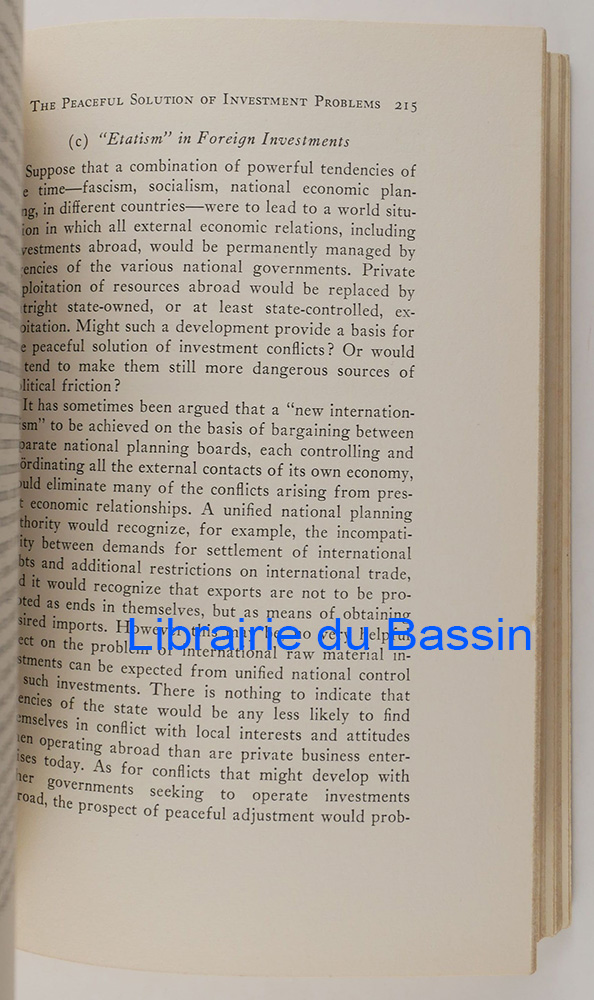 THE PEACEFUL SOLUTION OF INVESTMENT PROBLEMS 215
(c) "Etatism" in Foreign Investments
Suppose that a combination of powerful tendencies of
e time—fascism, socialism, national economic plan-
ng, in different countries—were to lead to a world situ-
ion in which all external economic relations, including
vestments abroad, would be permanently managed by
encies of the various national governments. Private
ploitation of resources abroad would be replaced by
tright state-owned, or at least state-controlled, ex-
oitation. Might such a development provide a basis for
e peaceful solution of investment conflicts? Or would
tend to make them still more dangerous sources of
litical friction?
It has sometimes been argued that a "new internation-
ism" to be achieved on the basis of bargaining between
parate national planning boards, each controlling and
ordinating all the external contacts of its own economy,
ould eliminate many of the conflicts arising from pres-
t economic relationships. A unified national planning
thority would recognize, for example, the incompati-
ity between demands for settlement of international
bts and additional restrictions on international trade,
d it would recognize that exports are not to be pro-
oted as ends in themselves, but as means of obtaining
sired imports. However this may be, no very helpful
Librairie du Bassin
ect on the problem of international raw material in-
stments can be expected from unified national control
such investments. There is nothing to indicate that
encies of the state would be any less likely to find
emselves in conflict with local interests and attitudes
en operating abroad than are private business enter-
ises today. As for conflicts that might develop with
her governments seeking to operate investments
road, the prospect of peaceful adjustment would prob-